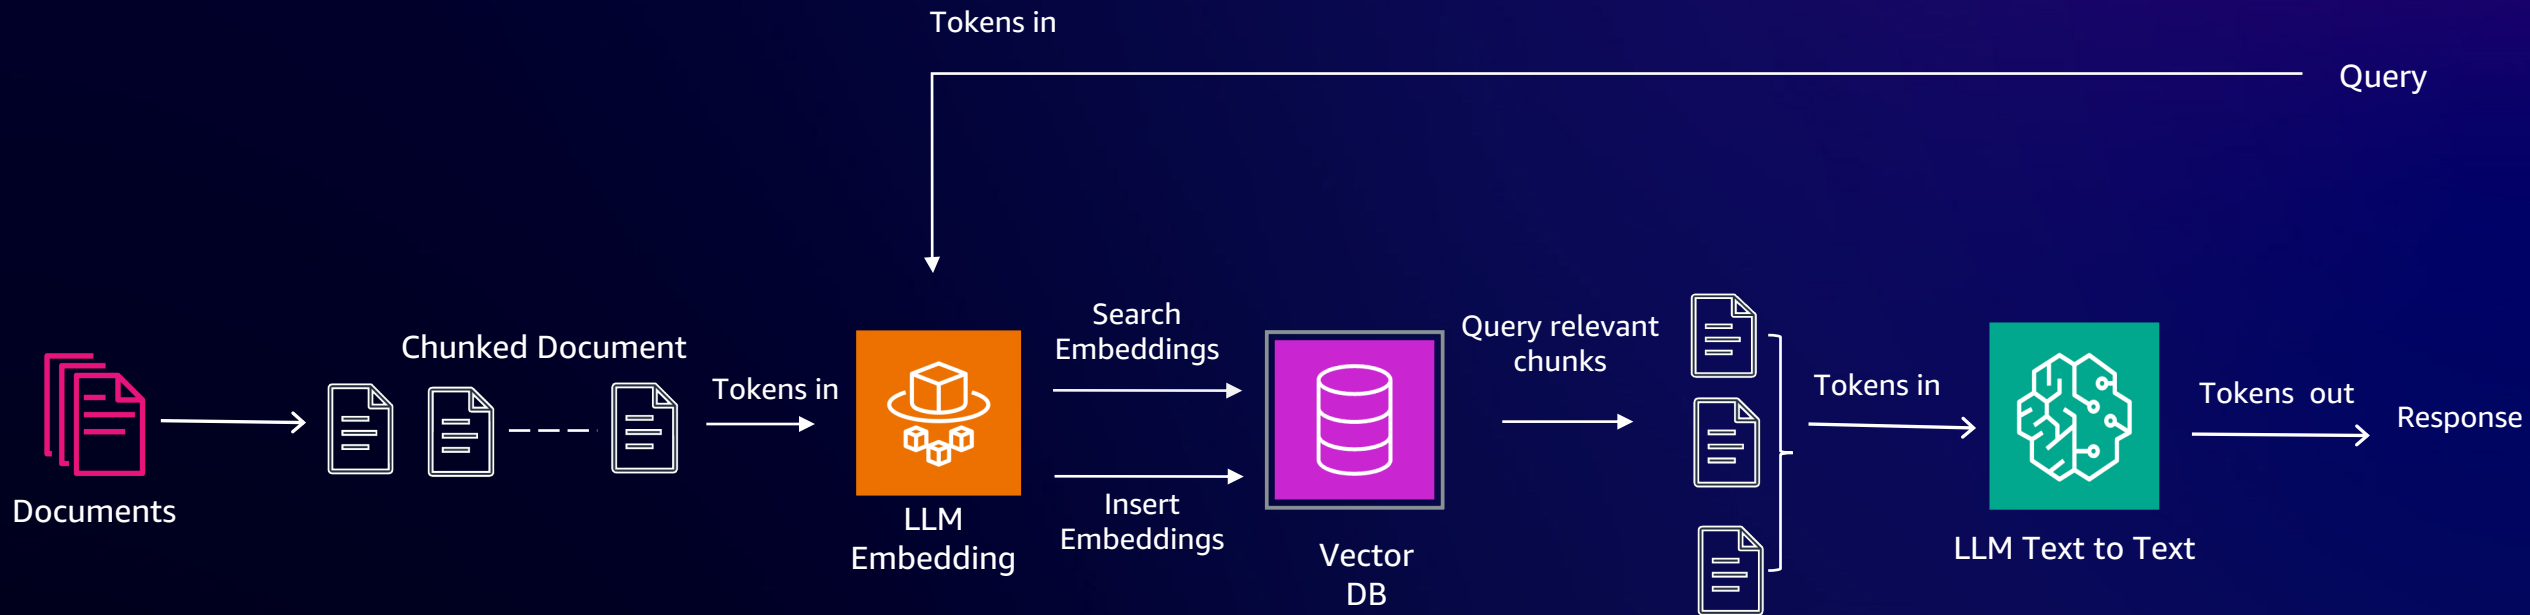 Tokens in
Query
Documents
Chunked Document
Tokens in
LLM
Embedding
Search
Embeddings
Insert
Embeddings
Vector
DB
Query relevant
chunks
Tokens in
LLM Text to Text
Tokens out
Response